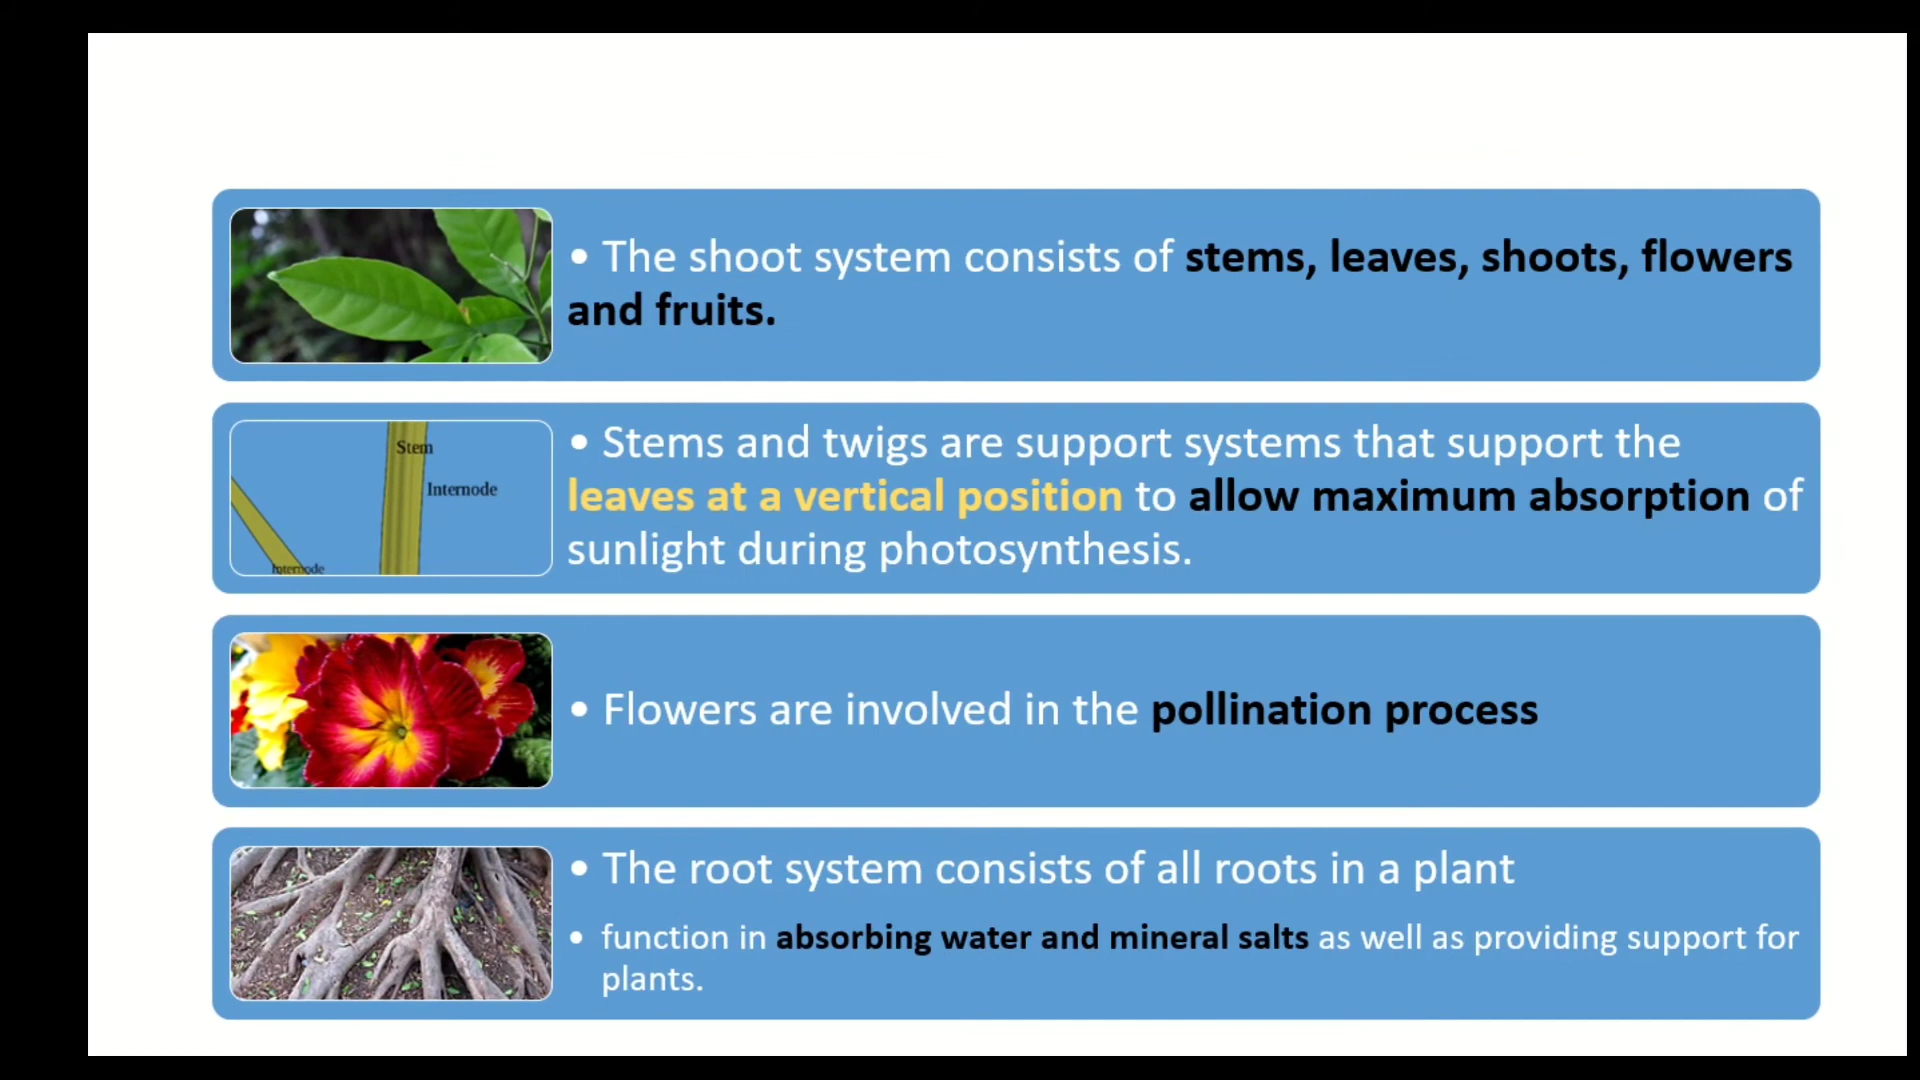 • The shoot system consists of stems, leaves, shoots, flowers
and fruits.
Stem
Internode
Internode
• Stems and twigs are support systems that support the
leaves at a vertical position to allow maximum absorption of
sunlight during photosynthesis.
• Flowers are involved in the pollination process
• The root system consists of all roots in a plant
• function in absorbing water and mineral salts as well as providing support for
plants.